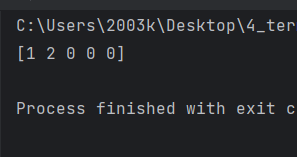 C:\Users\2003k\Desktop\4_ter
[1 2 0 0 0]
Process finished with exit c